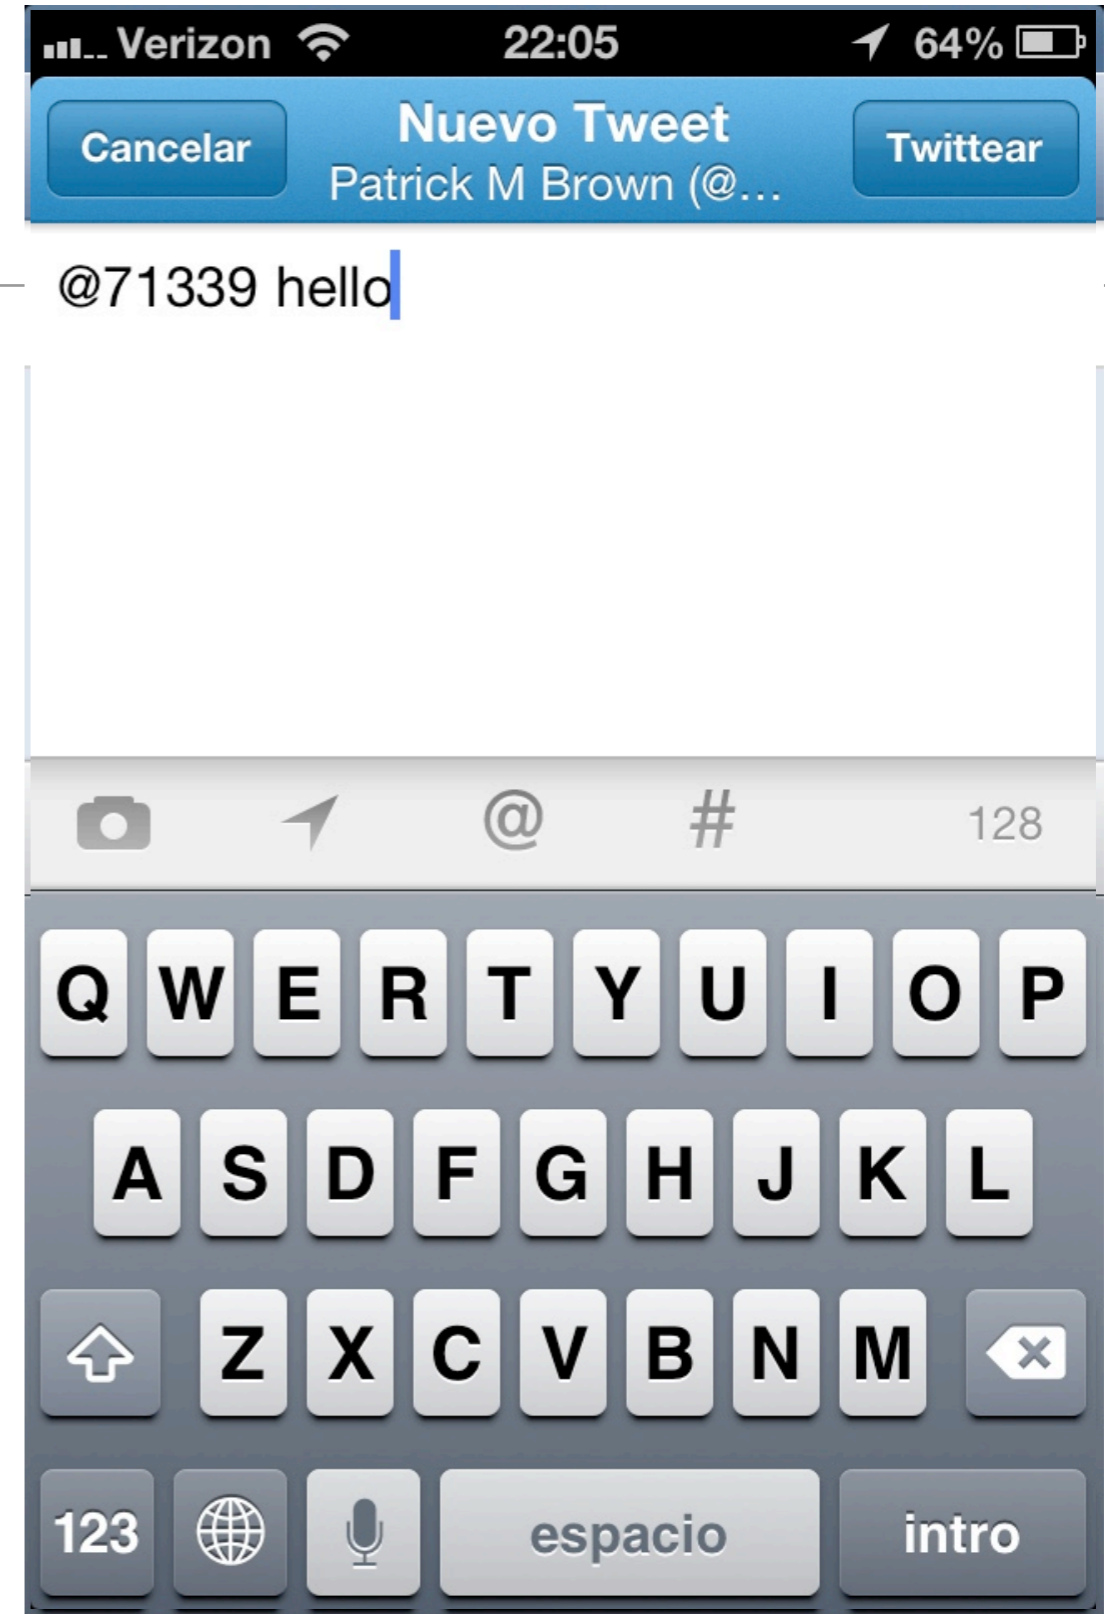 Verizon 22:05 64%
Cancelar Nuevo Tweet Twittear
Patrick M Brown (@...
@71339 hello
@ # 128
Q W E R T Y U I O P
A S D F G H J K L
Z X C V B N M
123 espacio intro